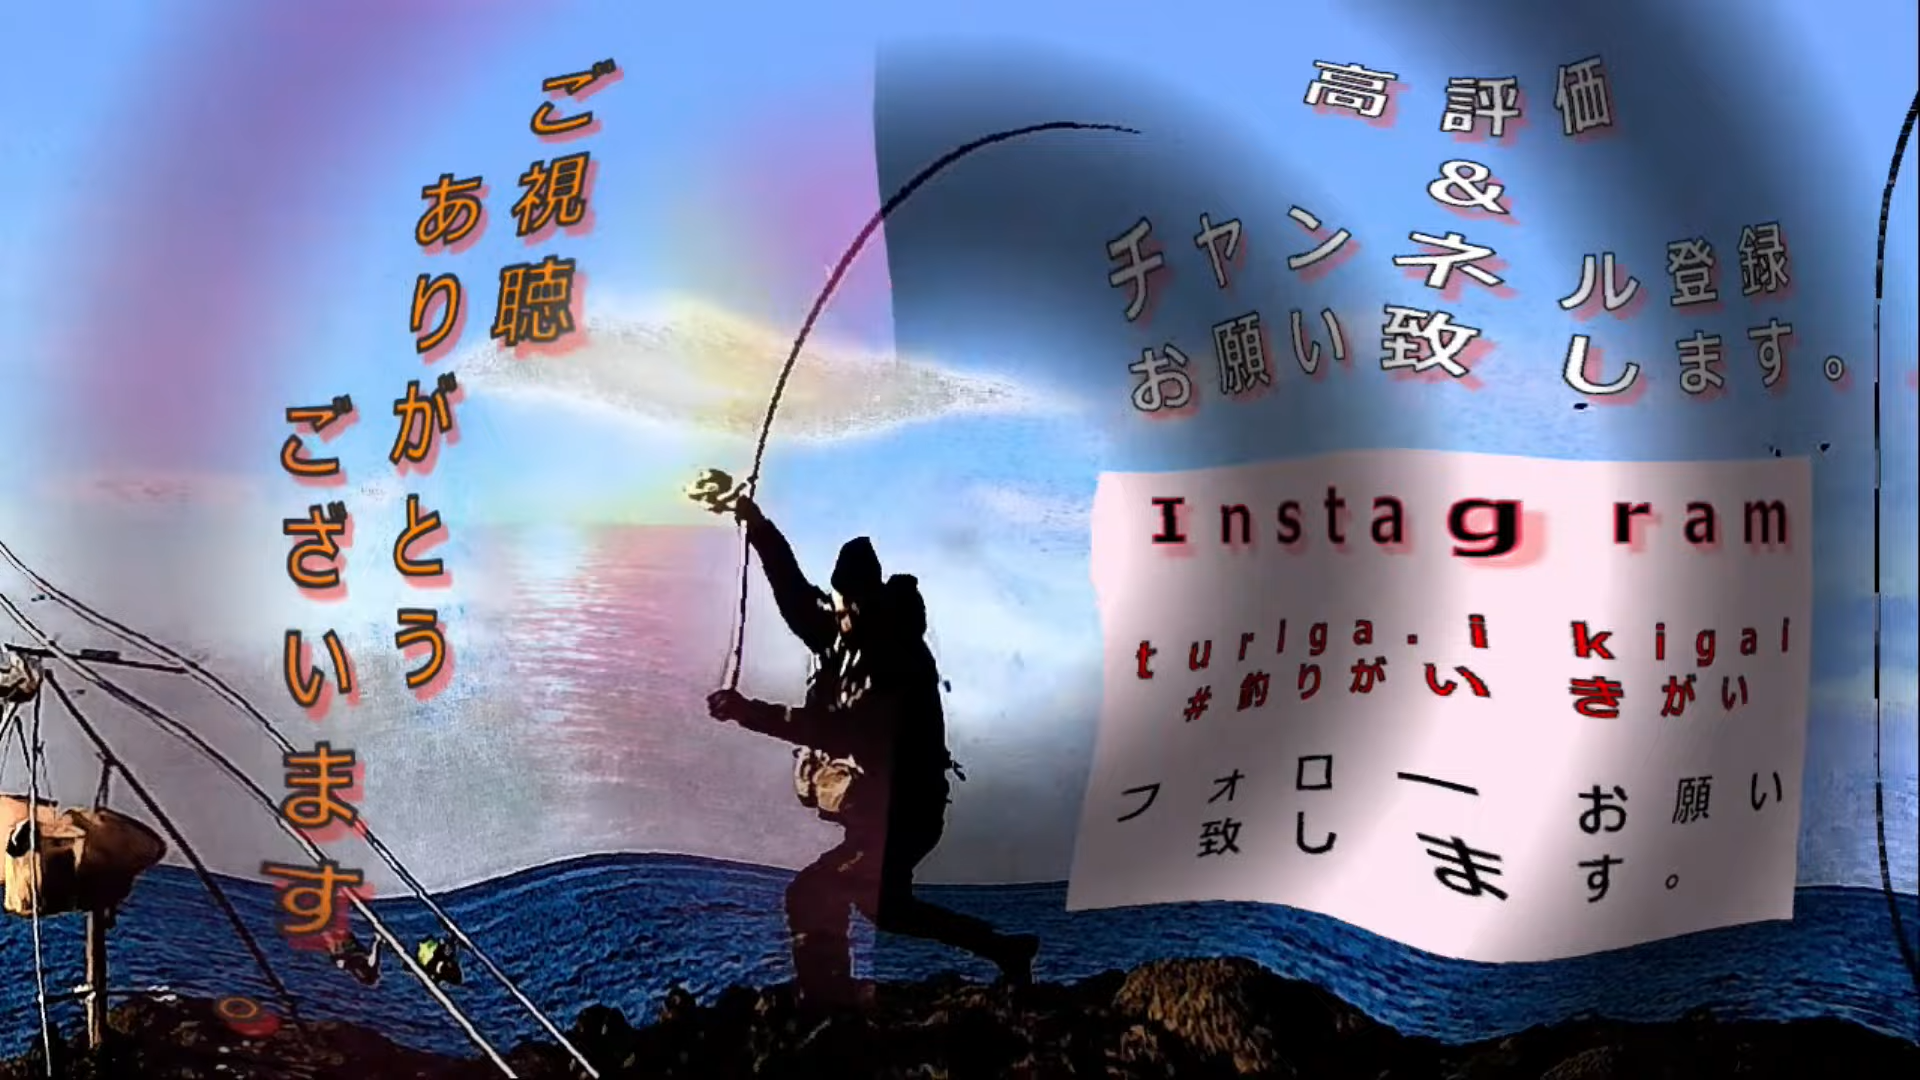 ご視聴
ありがとう
ございます
高評価
&
チャンネル登録
お願い致します。
Instagram
turiga.ikigai
#釣りがいきがい
フォローお願い
致します。